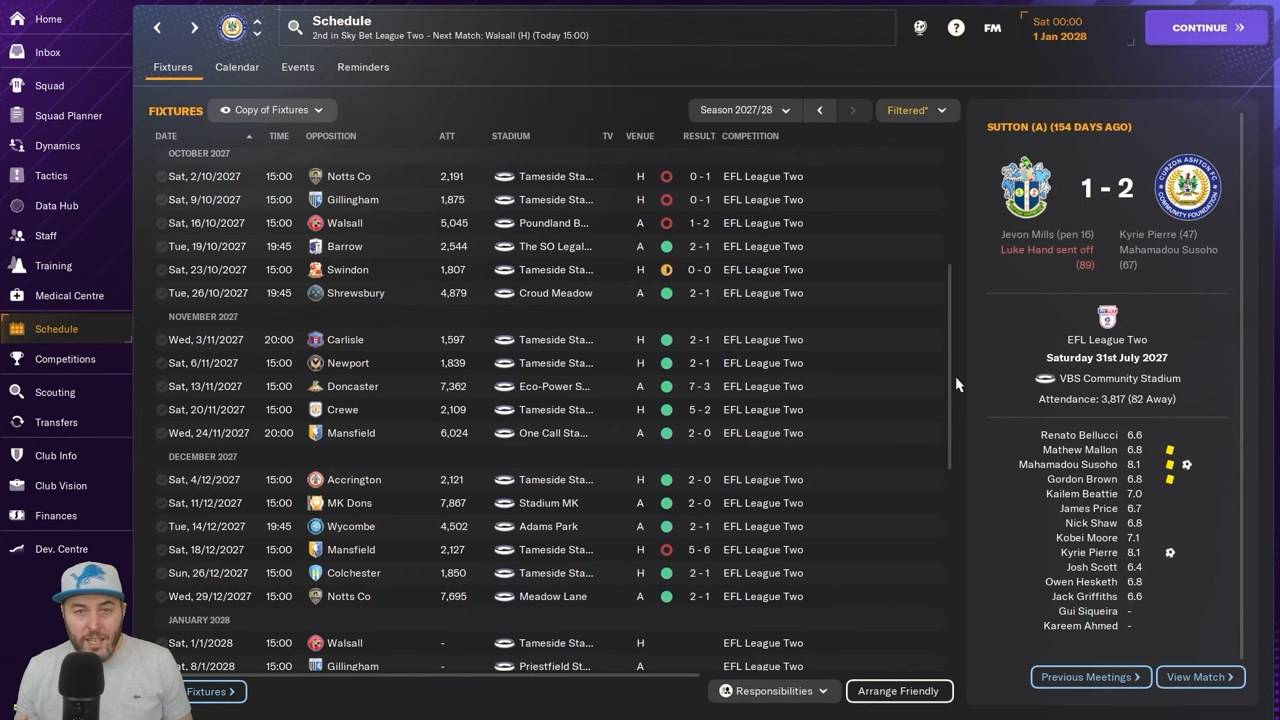 Home
Inbox
Squad
Squad Planner
Dynamics
Tactics
Data Hub
Staff
Training
Medical Centre
Schedule
Competitions
Scouting
Transfers
Club Info
Club Vision
Finances
Dev. Centre
Schedule
2nd in Sky Bet League Two - Next Match: Walsall (H) (Today 15:00)
? FM
Sat 00:00
1 Jan 2028
CONTINUE
Fixtures Calendar Events Reminders
FIXTURES Copy of Fixtures Season 2027/28 Filtered*
DATE TIME OPPOSITION ATT STADIUM TV VENUE RESULT COMPETITION
OCTOBER 2027
Sat, 2/10/2027 15:00 Notts Co 2,191 Tameside Sta... H 0 - 1 EFL League Two
Sat, 9/10/2027 15:00 Gillingham 1,875 Tameside Sta... H 0 - 1 EFL League Two
Sat, 16/10/2027 15:00 Walsall 5,045 Poundland B... A 1 - 2 EFL League Two
Tue, 19/10/2027 19:45 Barrow 2,544 The SO Legal... A 2 - 1 EFL League Two
Sat, 23/10/2027 15:00 Swindon 1,807 Tameside Sta... H 0 - 0 EFL League Two
Tue, 26/10/2027 19:45 Shrewsbury 4,879 Croud Meadow A 2 - 1 EFL League Two
NOVEMBER 2027
Wed, 3/11/2027 20:00 Carlisle 1,597 Tameside Sta... H 2 - 1 EFL League Two
Sat, 6/11/2027 15:00 Newport 1,839 Tameside Sta... H 2 - 1 EFL League Two
Sat, 13/11/2027 15:00 Doncaster 7,362 Eco-Power S... A 7 - 3 EFL League Two
Sat, 20/11/2027 15:00 Crewe 2,109 Tameside Sta... H 5 - 2 EFL League Two
Wed, 24/11/2027 20:00 Mansfield 6,024 One Call Sta... A 2 - 0 EFL League Two
DECEMBER 2027
Sat, 4/12/2027 15:00 Accrington 2,121 Tameside Sta... H 2 - 0 EFL League Two
Sat, 11/12/2027 15:00 MK Dons 7,867 Stadium MK A 2 - 0 EFL League Two
Tue, 14/12/2027 19:45 Wycombe 4,502 Adams Park A 2 - 1 EFL League Two
Sat, 18/12/2027 15:00 Mansfield 2,127 Tameside Sta... H 5 - 6 EFL League Two
Sun, 26/12/2027 15:00 Colchester 1,850 Tameside Sta... H 2 - 1 EFL League Two
Wed, 29/12/2027 15:00 Notts Co 7,695 Meadow Lane A 2 - 1 EFL League Two
JANUARY 2028
Sat, 1/1/2028 15:00 Walsall - Tameside Sta... H EFL League Two
Sat, 8/1/2028 15:00 Gillingham - Priestfield St... A EFL League Two
Fixtures Responsibilities Arrange Friendly
SUTTON (A) (154 DAYS AGO)
1 - 2
Jevon Mills (pen 16)
Luke Hand sent off
(89)
Kyrie Pierre (47)
Mahamadou Susoho
(67)
EFL League Two
Saturday 31st July 2027
VBS Community Stadium
Attendance: 3,817 (82 Away)
Renato Bellucci 6.6
Mathew Mallon 6.8
Mahamadou Susoho 8.1
Gordon Brown 6.8
Kailem Beattie 7.0
James Price 6.7
Nick Shaw 6.8
Kobei Moore 7.1
Kyrie Pierre 8.1
Josh Scott 6.4
Owen Hesketh 6.8
Jack Griffiths 6.6
Gui Siqueira -
Kareem Ahmed -
Previous Meetings View Match